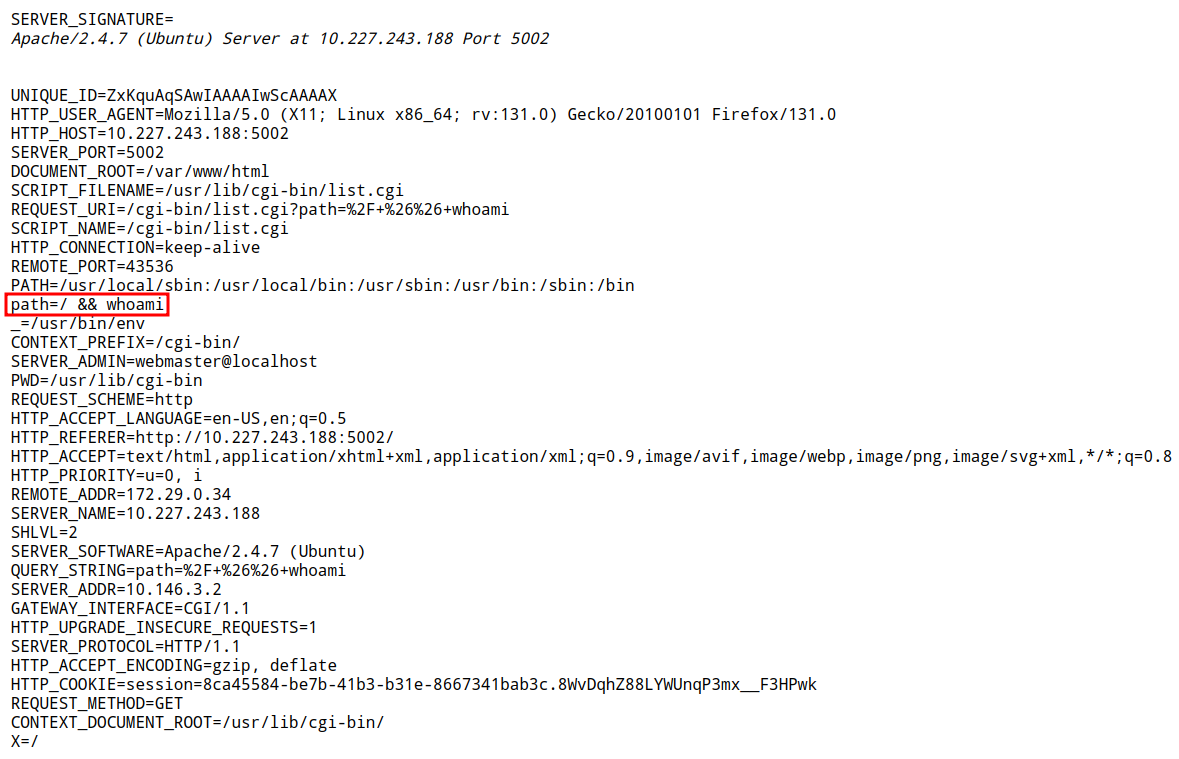 SERVER_SIGNATURE=
Apache/2.4.7 (Ubuntu) Server at 10.227.243.188 Port 5002
UNIQUE_ID=ZxKquAqSAwIAAAAIwScAAAAX
HTTP_USER_AGENT=Mozilla/5.0 (X11; Linux x86_64; rv:131.0) Gecko/20100101 Firefox/131.0
HTTP_HOST=10.227.243.188:5002
SERVER_PORT=5002
DOCUMENT_ROOT=/var/www/html
SCRIPT_FILENAME=/usr/lib/cgi-bin/list.cgi
REQUEST_URI=/cgi-bin/list.cgi?path=%2F+%26%26+whoami
SCRIPT_NAME=/cgi-bin/list.cgi
HTTP_CONNECTION=keep-alive
REMOTE_PORT=43536
PATH=/usr/local/sbin:/usr/local/bin:/usr/sbin:/usr/bin:/sbin:/bin
path=/ && whoami
_=/usr/bin/env
CONTEXT_PREFIX=/cgi-bin/
SERVER_ADMIN=webmaster@localhost
PWD=/usr/lib/cgi-bin
REQUEST_SCHEME=http
HTTP_ACCEPT_LANGUAGE=en-US,en;q=0.5
HTTP_REFERER=http://10.227.243.188:5002/
HTTP_ACCEPT=text/html,application/xhtml+xml,application/xml;q=0.9,image/avif,image/webp,image/png,image/svg+xml,*/*;q=0.8
HTTP_PRIORITY=u=0, i
REMOTE_ADDR=172.29.0.34
SERVER_NAME=10.227.243.188
SHLVL=2
SERVER_SOFTWARE=Apache/2.4.7 (Ubuntu)
QUERY_STRING=path=%2F+%26%26+whoami
SERVER_ADDR=10.146.3.2
GATEWAY_INTERFACE=CGI/1.1
HTTP_UPGRADE_INSECURE_REQUESTS=1
SERVER_PROTOCOL=HTTP/1.1
HTTP_ACCEPT_ENCODING=gzip, deflate
HTTP_COOKIE=session=8ca45584-be7b-41b3-b31e-8667341bab3c.8WvDqhZ88LYWUnqP3mx__F3HPwk
REQUEST_METHOD=GET
CONTEXT_DOCUMENT_ROOT=/usr/lib/cgi-bin/
X=/